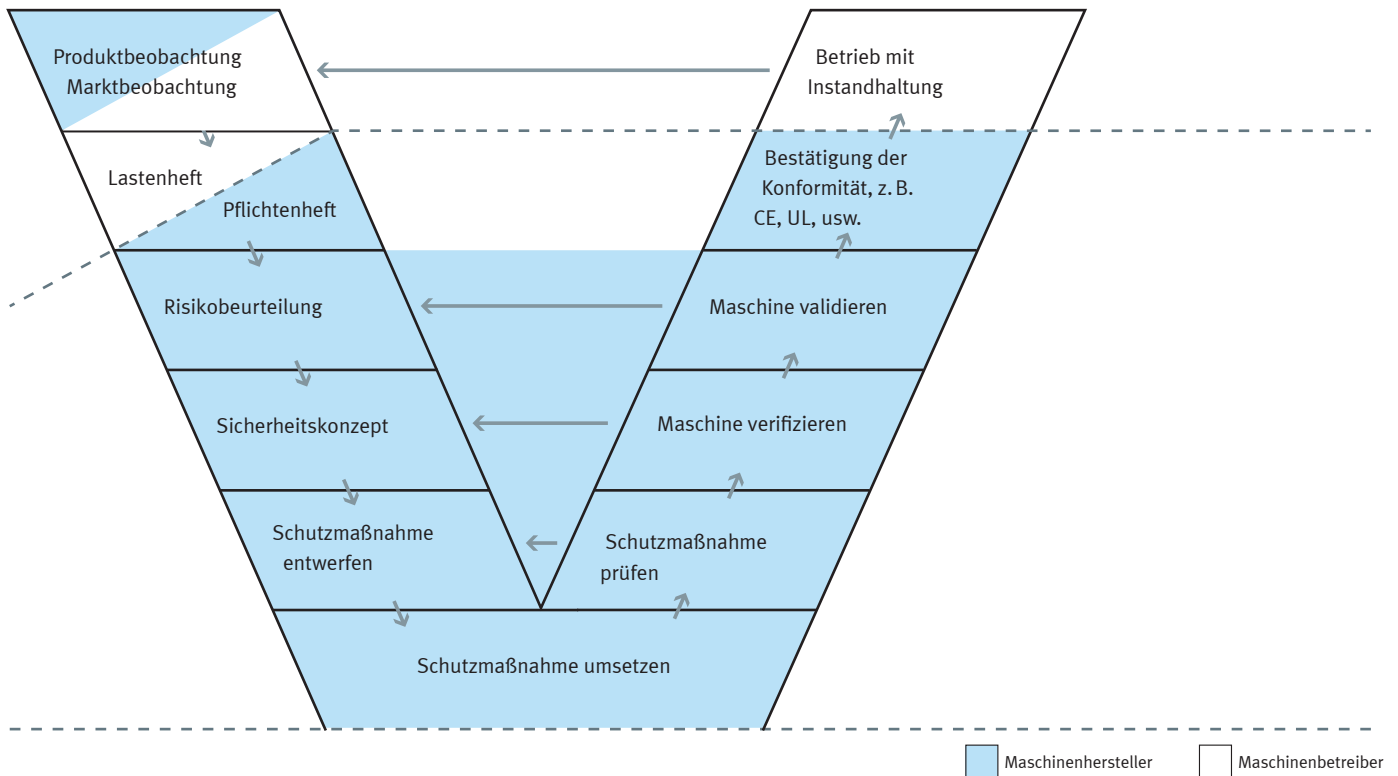 Produktbeobachtung
Marktbeobachtung
Betrieb mit
Instandhaltung
Lastenheft
Pflichtenheft
Bestätigung der
Konformität, z. B.
CE, UL, usw.
Risikobeurteilung
Maschine validieren
Sicherheitskonzept
Maschine verifizieren
Schutzmaßnahme
entwerfen
Schutzmaßnahme
prüfen
Schutzmaßnahme umsetzen
Maschinenhersteller
Maschinenbetreiber